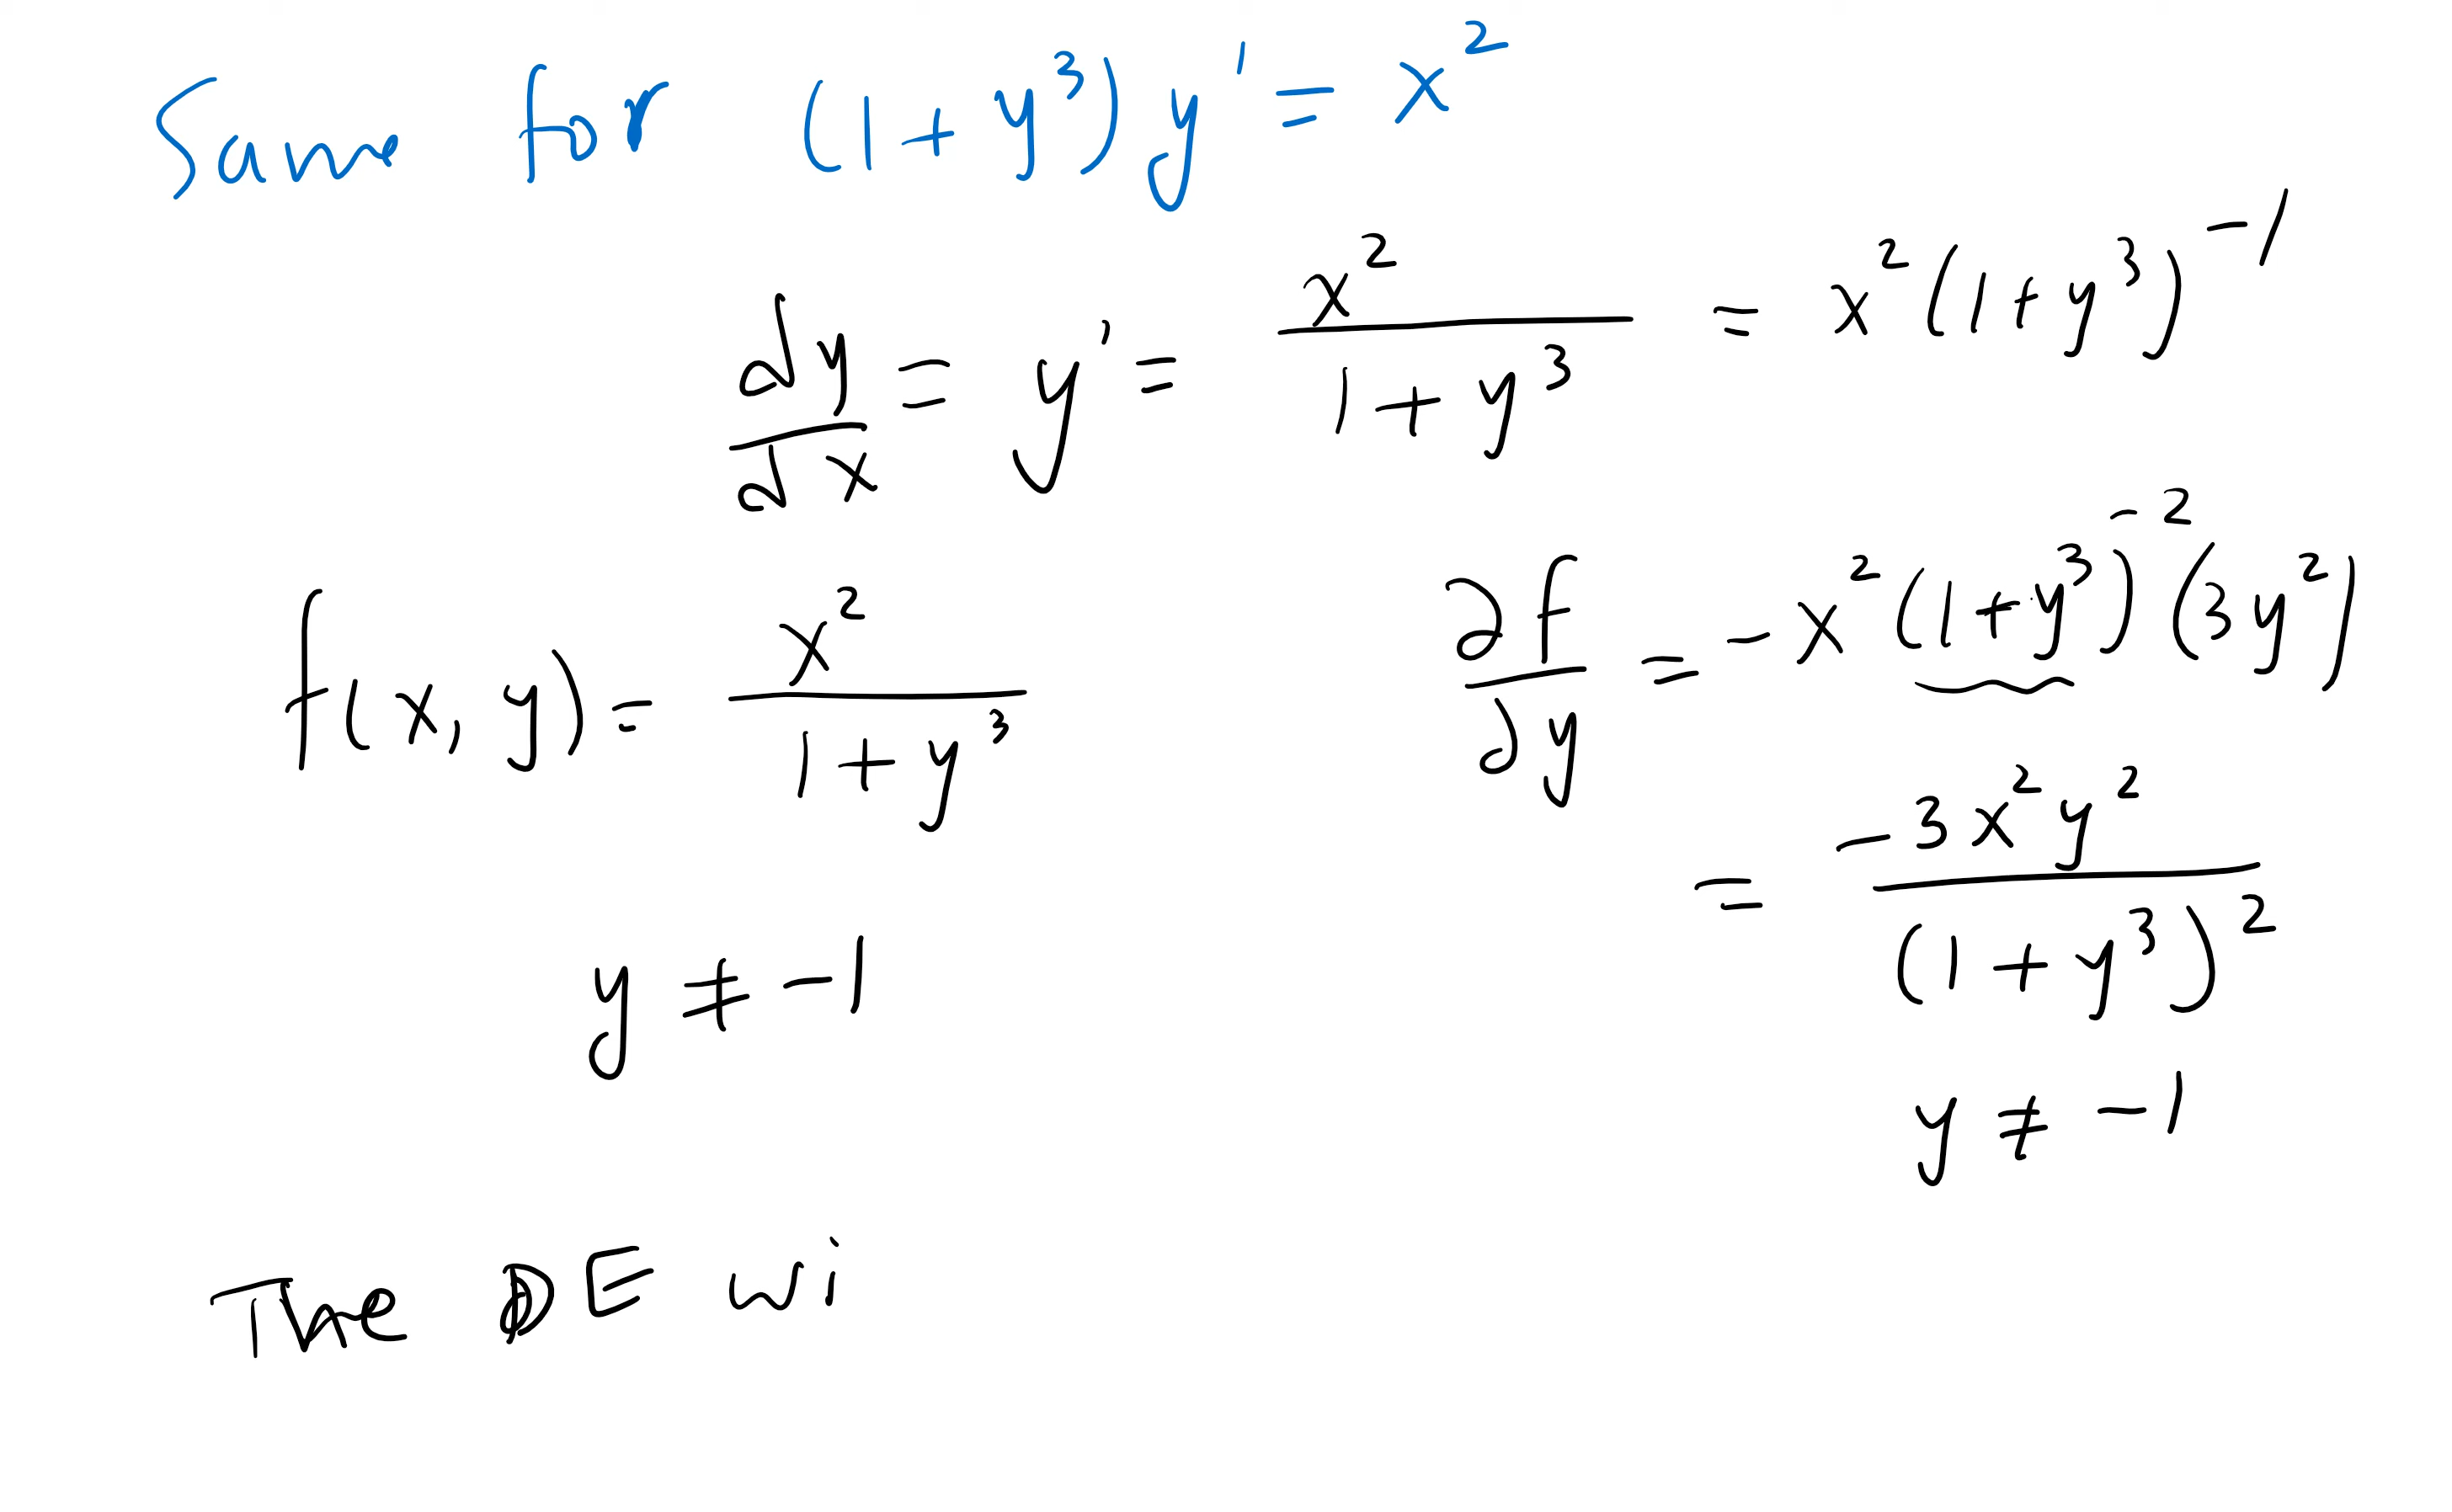 Same for (1 + y³) y' = x²
dy/dx = y' = x²/(1 + y³) = x²(1 + y³)⁻¹
f(x, y) = x²/(1 + y³)
∂f/∂y = -x²(1 + y³)⁻²(3y²)
= -3x²y²/(1 + y³)²
y ≠ -1
y ≠ -1
The DE wi